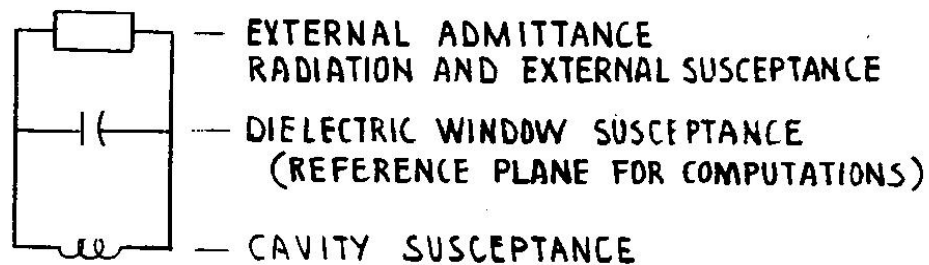 — EXTERNAL ADMITTANCE
RADIATION AND EXTERNAL SUSCEPTANCE
— DIELECTRIC WINDOW SUSCEPTANCE
(REFERENCE PLANE FOR COMPUTATIONS)
— CAVITY SUSCEPTANCE